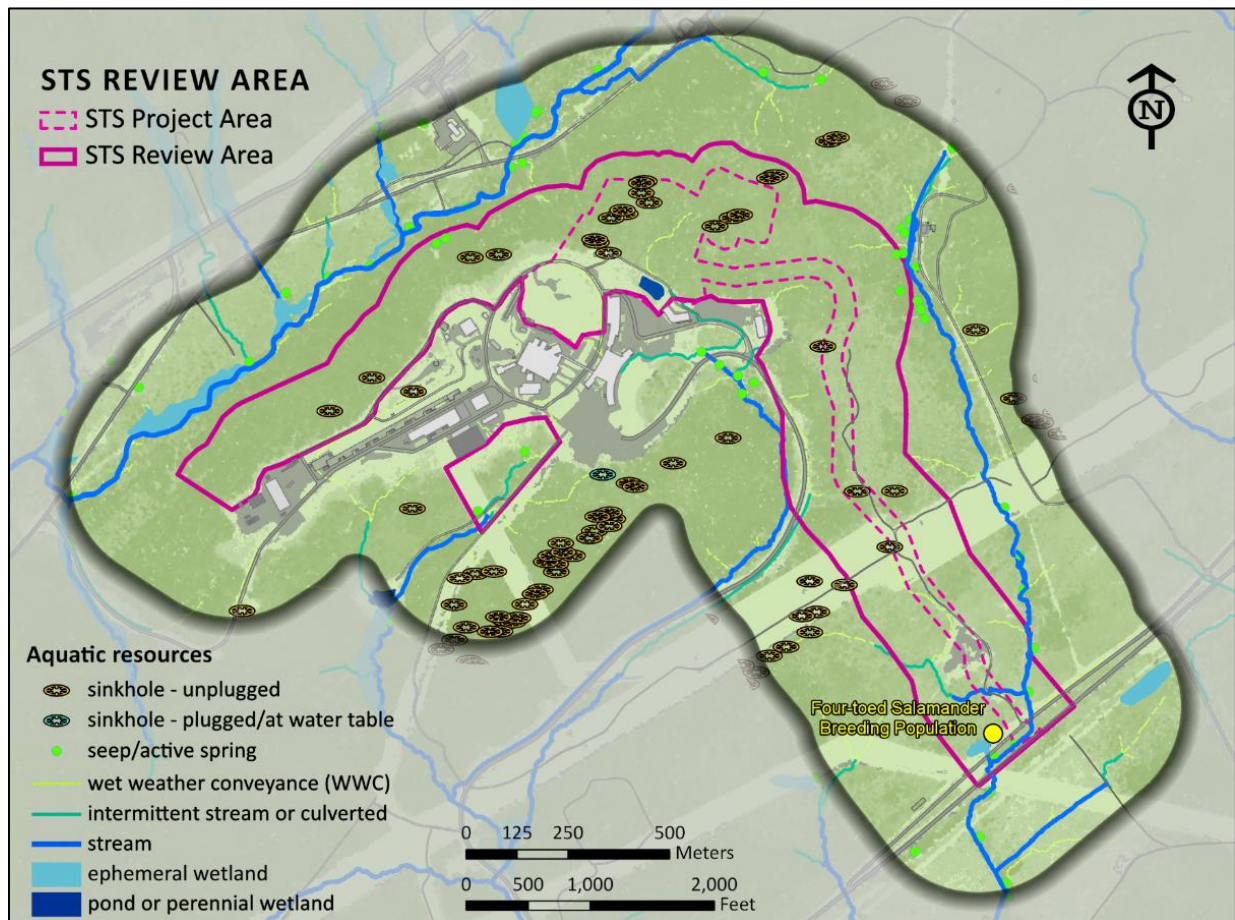 STS REVIEW AREA
STS Project Area
STS Review Area
N
Four-toed Salamander
Breeding Population
Aquatic resources
sinkhole - unplugged
sinkhole - plugged/at water table
seep/active spring
wet weather conveyance (WWC)
intermittent stream or culverted
stream
ephemeral wetland
pond or perennial wetland
0 125 250 500
Meters
0 500 1,000 2,000
Feet